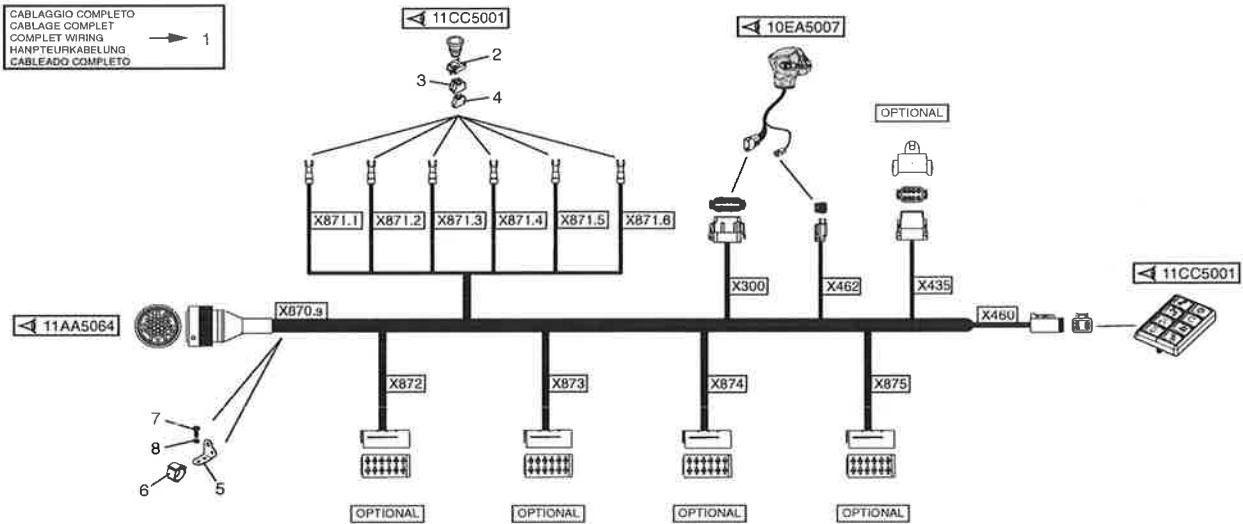 CABLAGGIO COMPLETO
CABLAGE COMPLET
COMPLET WIRING
HANPTEURKABELUNG
CABLEADO COMPLETO
1
11CC5001
2
3
4
10EA5007
OPTIONAL
X871.1
X871.2
X871.3
X871.4
X871.5
X871.6
X300
X462
X435
11CC5001
11AA5064
X870.9
X460
X872
X873
X874
X875
7
8
6
5
OPTIONAL
OPTIONAL
OPTIONAL
OPTIONAL